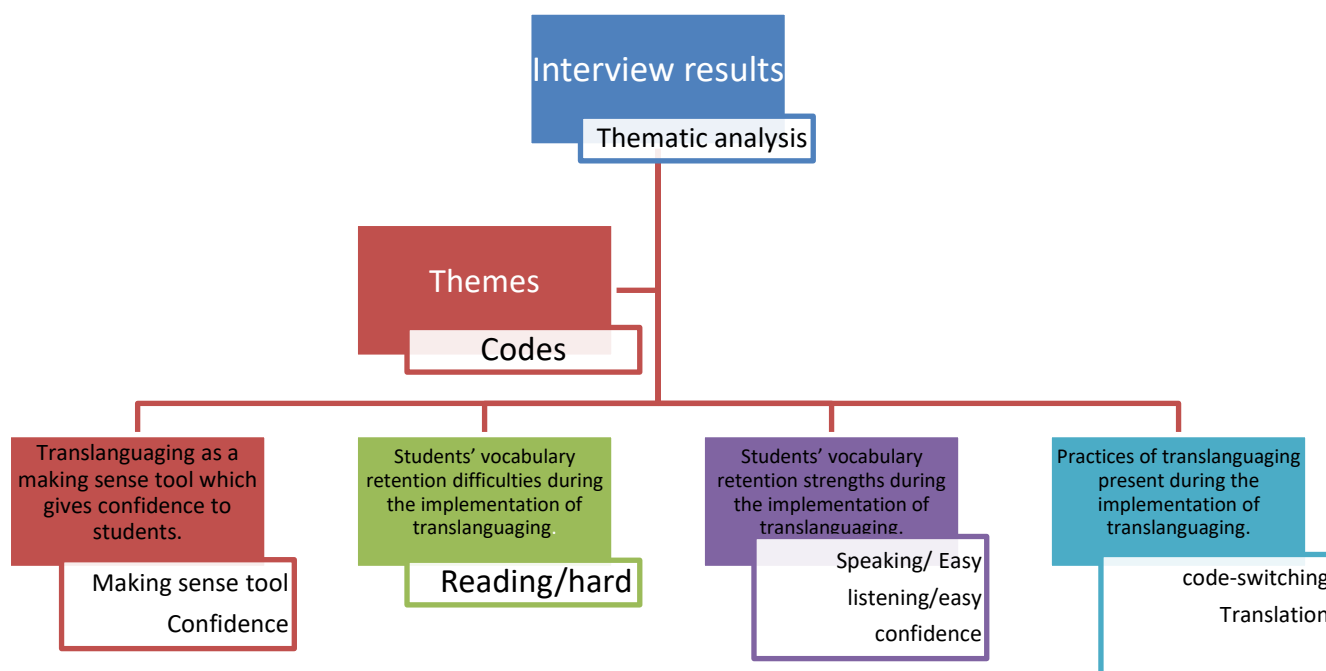 Interview results
Thematic analysis
Themes
Codes
Translanguaging as a
making sense tool which
gives confidence to
students.
Making sense tool
Confidence
Students’ vocabulary
retention difficulties during
the implementation of
translanguaging.
Reading/hard
Students’ vocabulary
retention strengths during
the implementation of
translanguaging.
Speaking/ Easy
listening/easy
confidence
Practices of translanguaging
present during the
implementation of
translanguaging.
code-switching
Translation